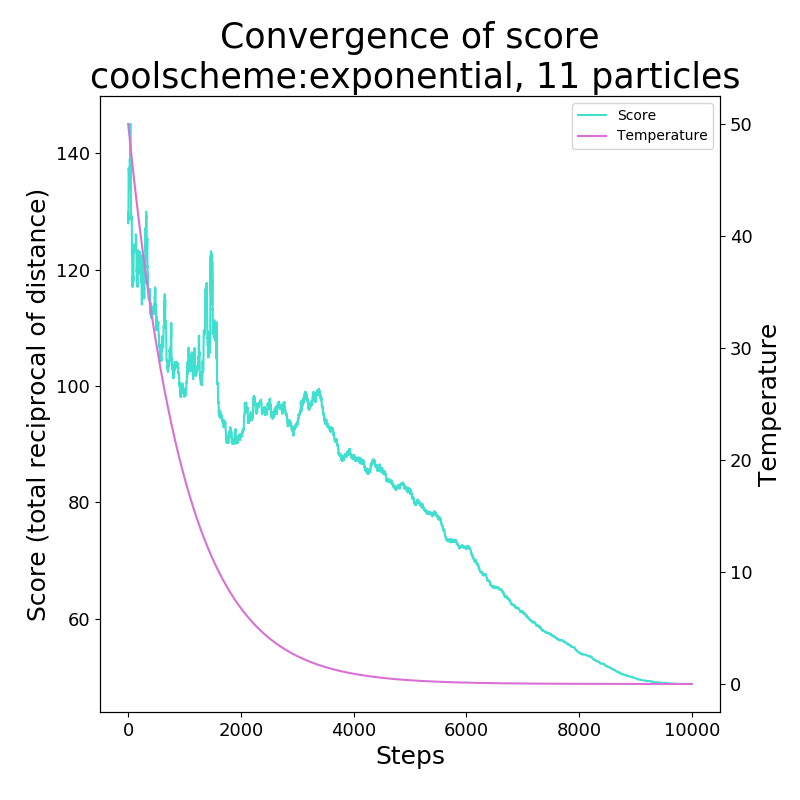 Convergence of score
coolscheme:exponential, 11 particles
Score
Temperature
Score (total reciprocal of distance)
140
120
100
80
60
50
40
30
20
10
0
Temperature
0 2000 4000 6000 8000 10000
Steps